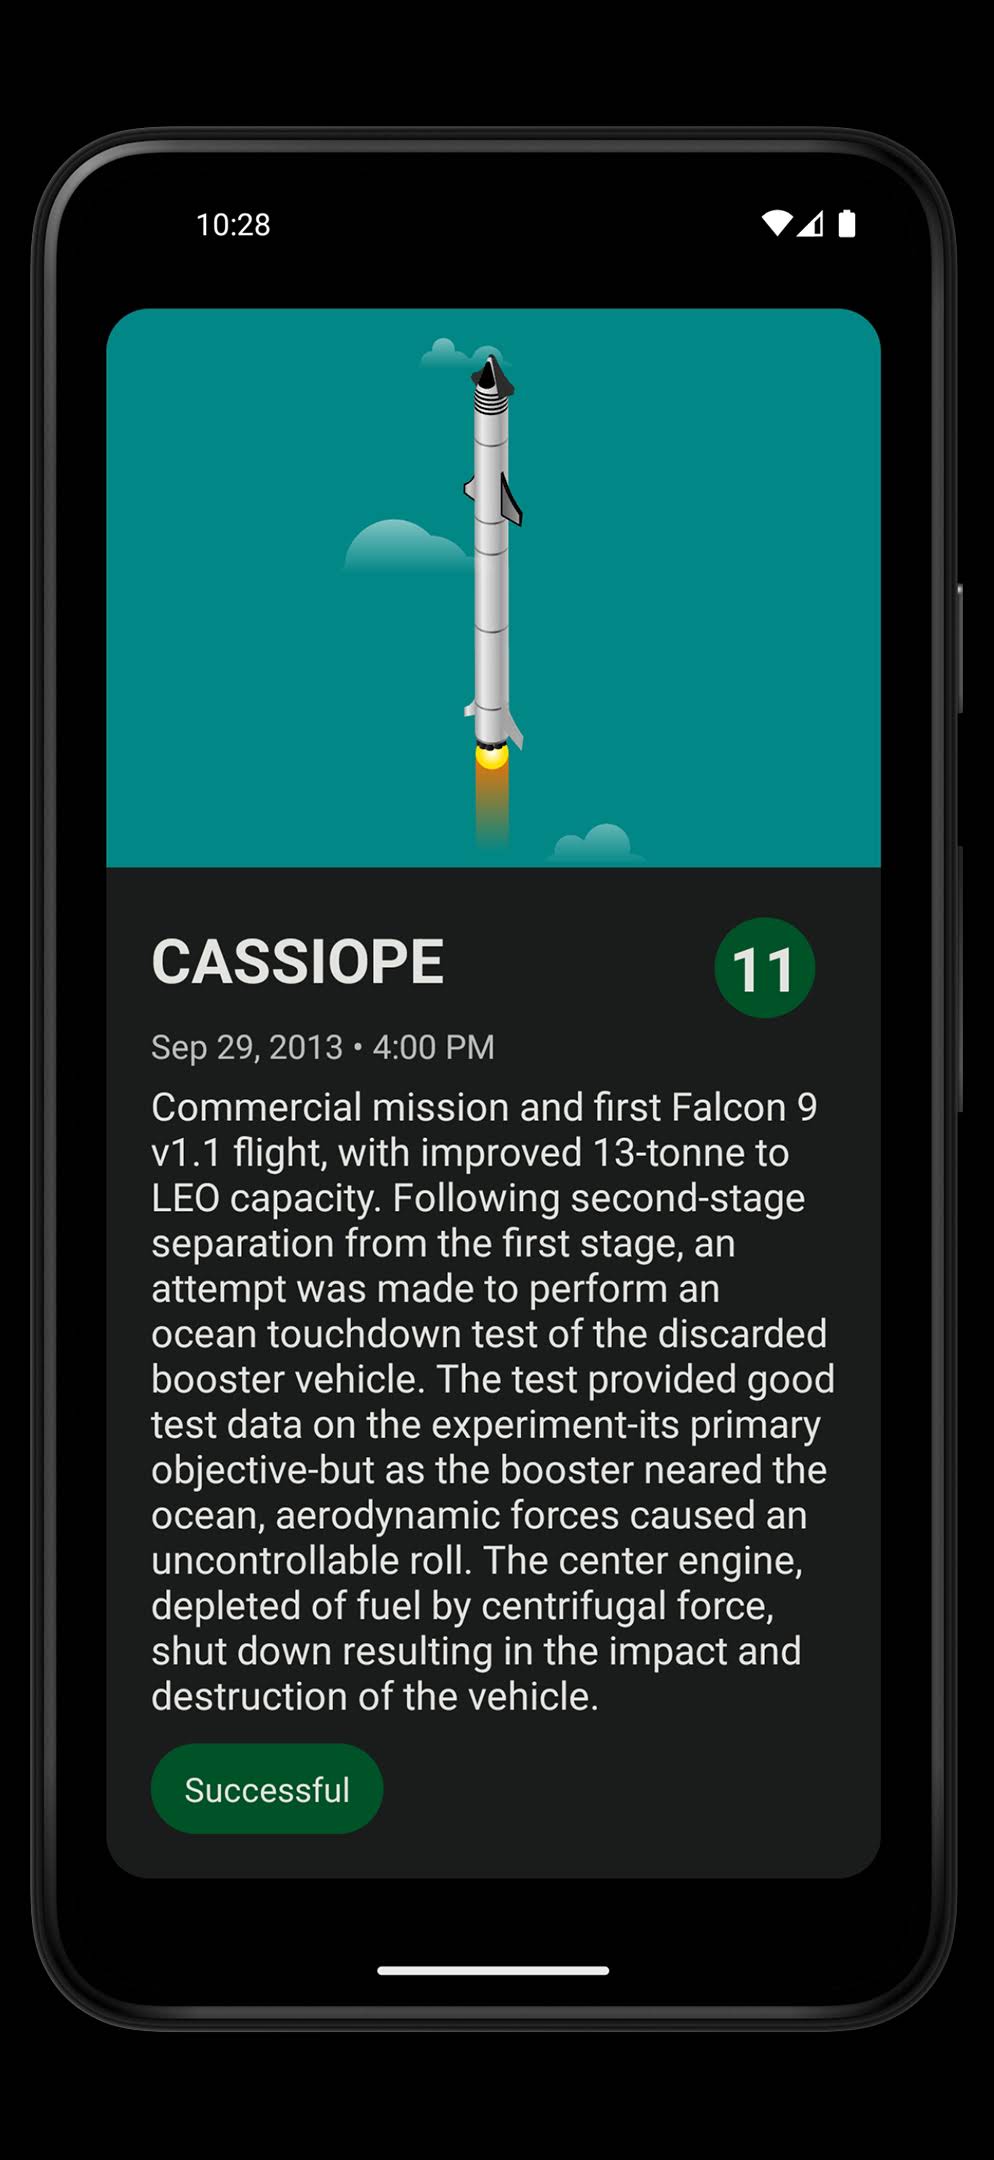 10:28
CASSIOPE
11
Sep 29, 2013 • 4:00 PM
Commercial mission and first Falcon 9
v1.1 flight, with improved 13-tonne to
LEO capacity. Following second-stage
separation from the first stage, an
attempt was made to perform an
ocean touchdown test of the discarded
booster vehicle. The test provided good
test data on the experiment-its primary
objective-but as the booster neared the
ocean, aerodynamic forces caused an
uncontrollable roll. The center engine,
depleted of fuel by centrifugal force,
shut down resulting in the impact and
destruction of the vehicle.
Successful